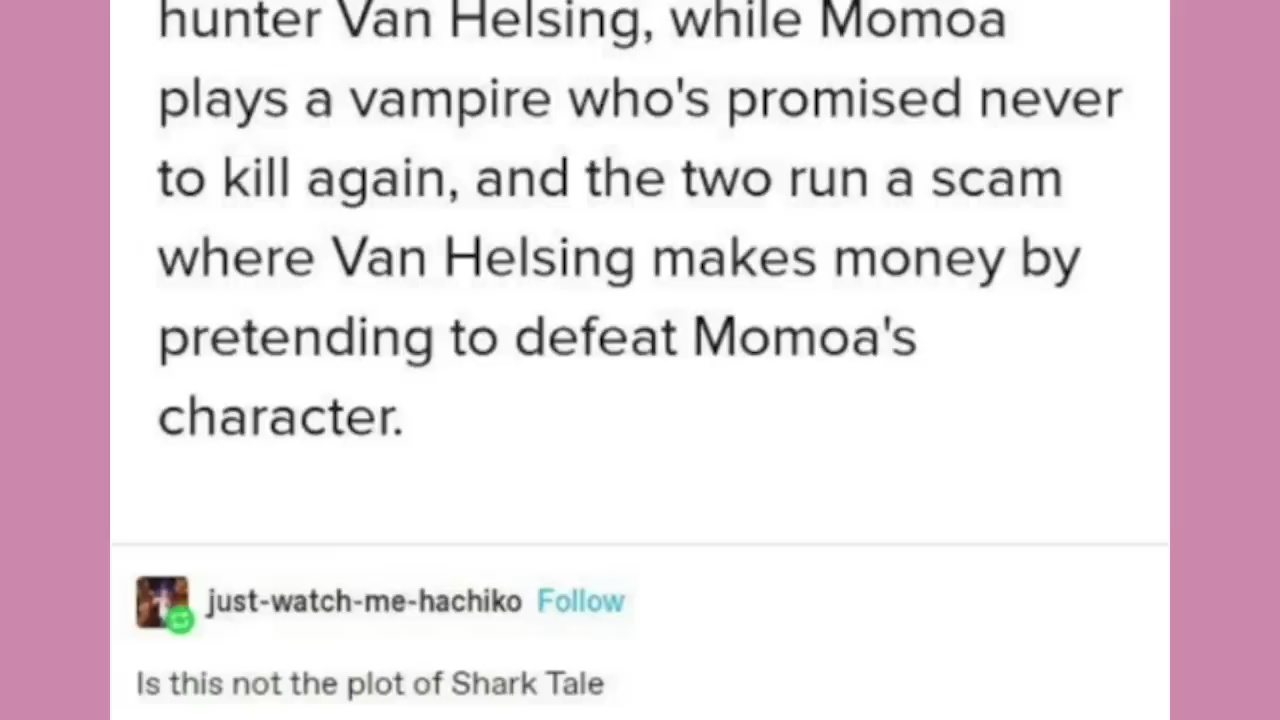 hunter Van Helsing, while Momoa
plays a vampire who's promised never
to kill again, and the two run a scam
where Van Helsing makes money by
pretending to defeat Momoa's
character.
just-watch-me-hachiko Follow
Is this not the plot of Shark Tale